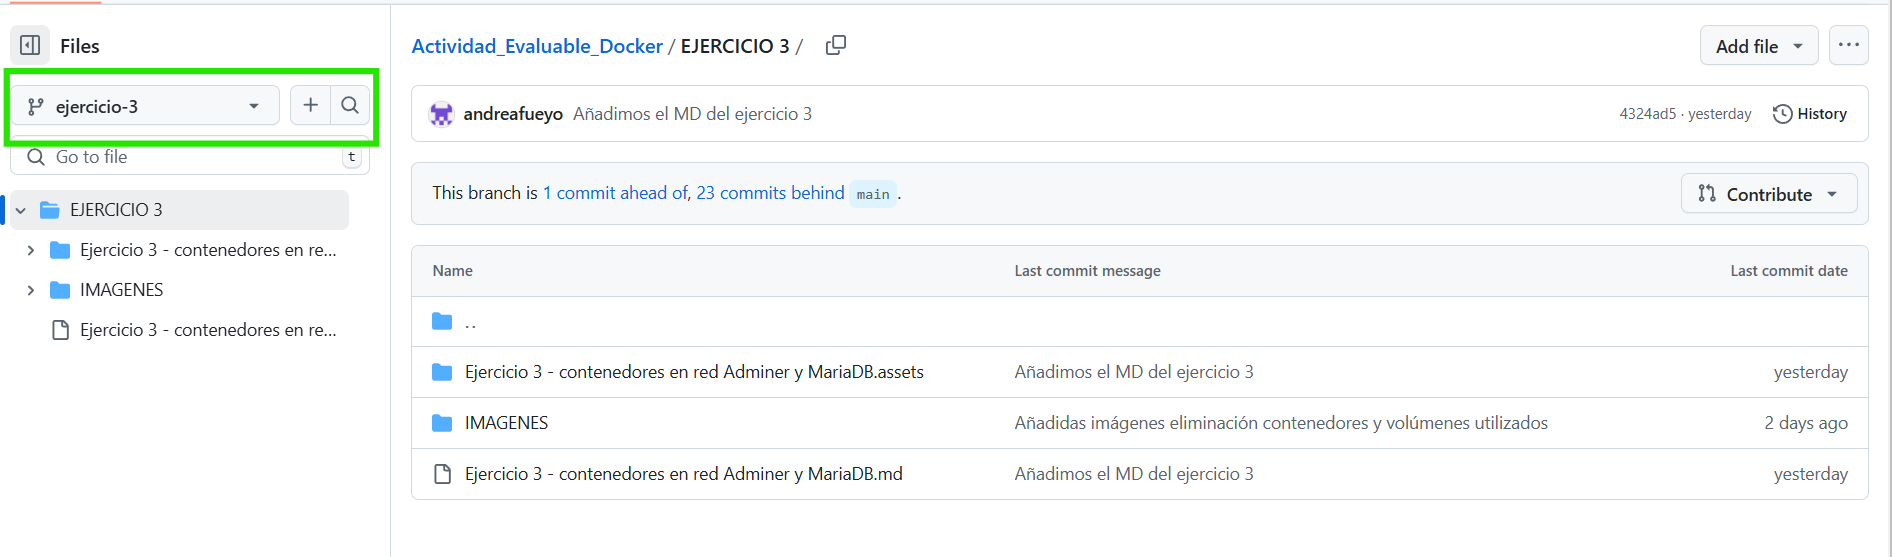 Files
ejercicio-3
Go to file
t
EJERCICIO 3
Ejercicio 3 - contenedores en re...
IMAGENES
Ejercicio 3 - contenedores en re...
Actividad_Evaluable_Docker / EJERCICIO 3 /
Add file
andreafueyo Añadimos el MD del ejercicio 3
4324ad5 · yesterday
History
This branch is 1 commit ahead of, 23 commits behind main.
Contribute
Name Last commit message Last commit date
..
Ejercicio 3 - contenedores en red Adminer y MariaDB.assets Añadimos el MD del ejercicio 3 yesterday
IMAGENES Añadidas imágenes eliminación contenedores y volúmenes utilizados 2 days ago
Ejercicio 3 - contenedores en red Adminer y MariaDB.md Añadimos el MD del ejercicio 3 yesterday